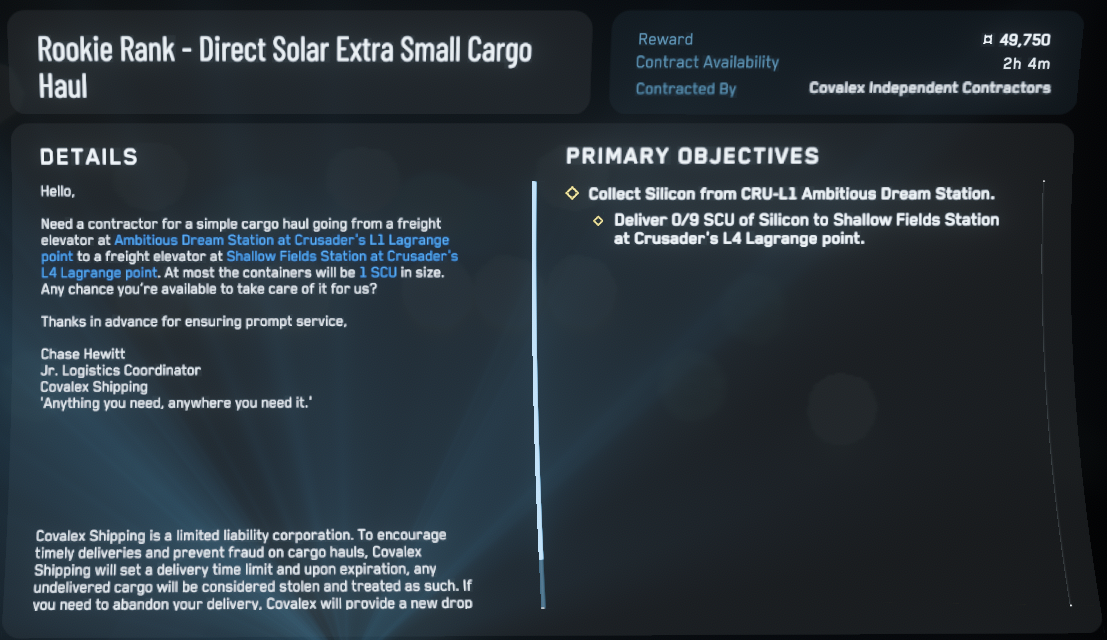 Rookie Rank - Direct Solar Extra Small Cargo
Haul
Reward ¤ 49,750
Contract Availability 2h 4m
Contracted By Covalex Independent Contractors
DETAILS
Hello,
Need a contractor for a simple cargo haul going from a freight
elevator at Ambitious Dream Station at Crusader's L1 Lagrange
point to a freight elevator at Shallow Fields Station at Crusader's
L4 Lagrange point. At most the containers will be 1 SCU in size.
Any chance you're available to take care of it for us?
Thanks in advance for ensuring prompt service,
Chase Hewitt
Jr. Logistics Coordinator
Covalex Shipping
'Anything you need, anywhere you need it.'
Covalex Shipping is a limited liability corporation. To encourage
timely deliveries and prevent fraud on cargo hauls, Covalex
Shipping will set a delivery time limit and upon expiration, any
undelivered cargo will be considered stolen and treated as such. If
you need to abandon your delivery, Covalex will provide a new drop
PRIMARY OBJECTIVES
Collect Silicon from CRU-L1 Ambitious Dream Station.
Deliver 0/9 SCU of Silicon to Shallow Fields Station
at Crusader's L4 Lagrange point.